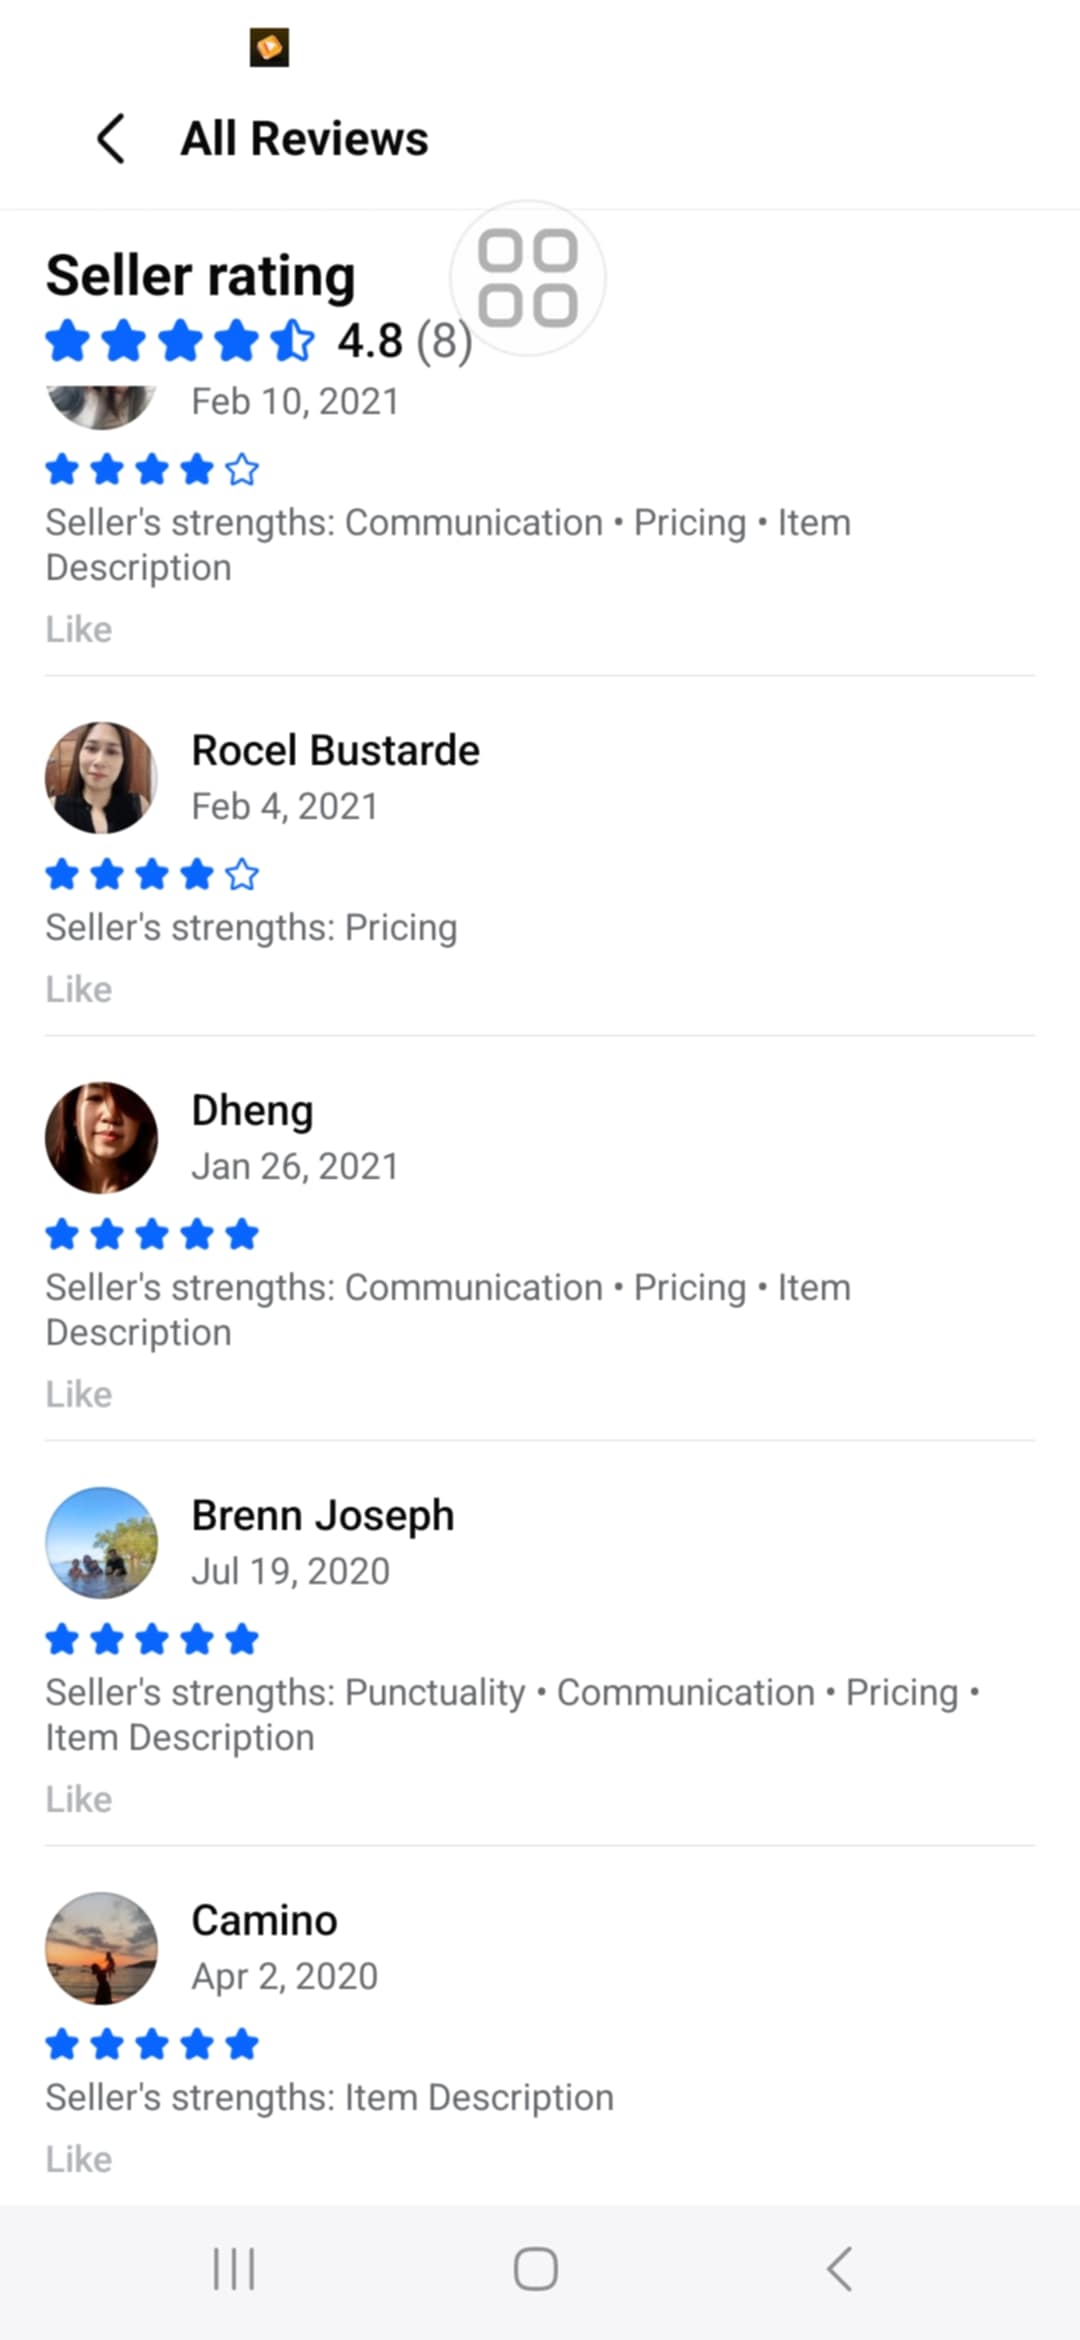 All Reviews
Seller rating
4.8 (8)
Feb 10, 2021
Seller's strengths: Communication • Pricing • Item
Description
Like
Rocel Bustarde
Feb 4, 2021
Seller's strengths: Pricing
Like
Dheng
Jan 26, 2021
Seller's strengths: Communication • Pricing • Item
Description
Like
Brenn Joseph
Jul 19, 2020
Seller's strengths: Punctuality • Communication • Pricing •
Item Description
Like
Camino
Apr 2, 2020
Seller's strengths: Item Description
Like